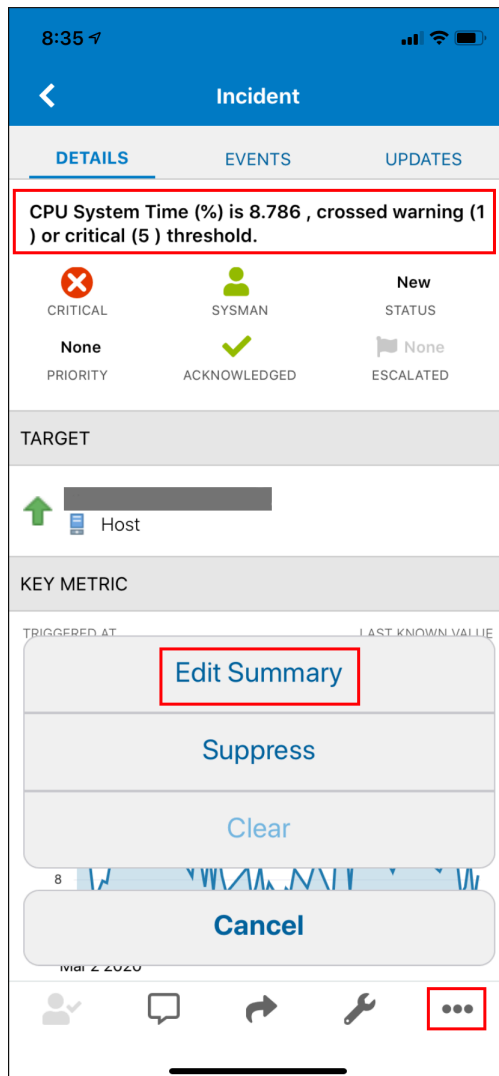 8:35
Incident
DETAILS EVENTS UPDATES
CPU System Time (%) is 8.786 , crossed warning (1
) or critical (5 ) threshold.
New
CRITICAL SYSMAN STATUS
None None
PRIORITY ACKNOWLEDGED ESCALATED
TARGET
Host
KEY METRIC
TRIGGERED AT LAST KNOWN VALUE
Edit Summary
Suppress
Clear
8
Cancel
Mar 2 2020